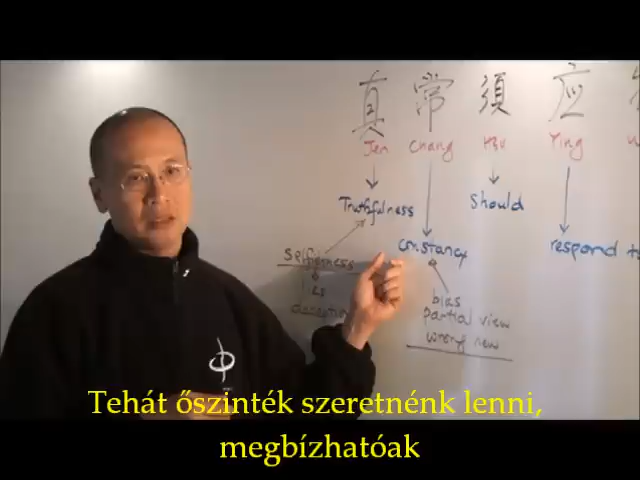 真 常 須 应
Jen Chang Hsu Ying
Truthfulness should
constancy respond to
selfishness
lies
bias
partial view
wrong view
Tehát őszinték szeretnénk lenni,
megbízhatóak